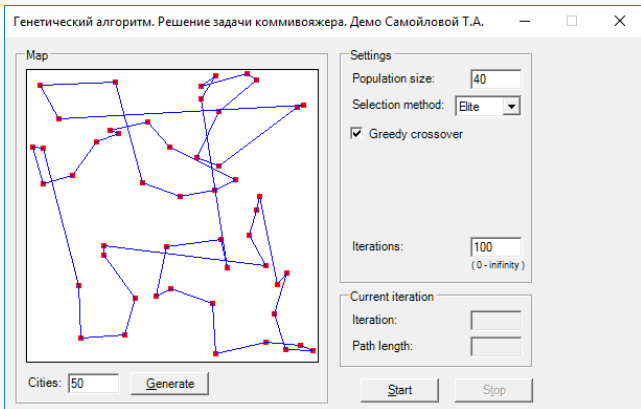 Генетический алгоритм. Решение задачи коммивояжера. Демо Самойловой Т.А.
Map
Cities: 50 Generate
Settings
Population size: 40
Selection method: Elite
Greedy crossover
Iterations: 100
( 0 - inifinity )
Current iteration
Iteration:
Path length:
Start Stop